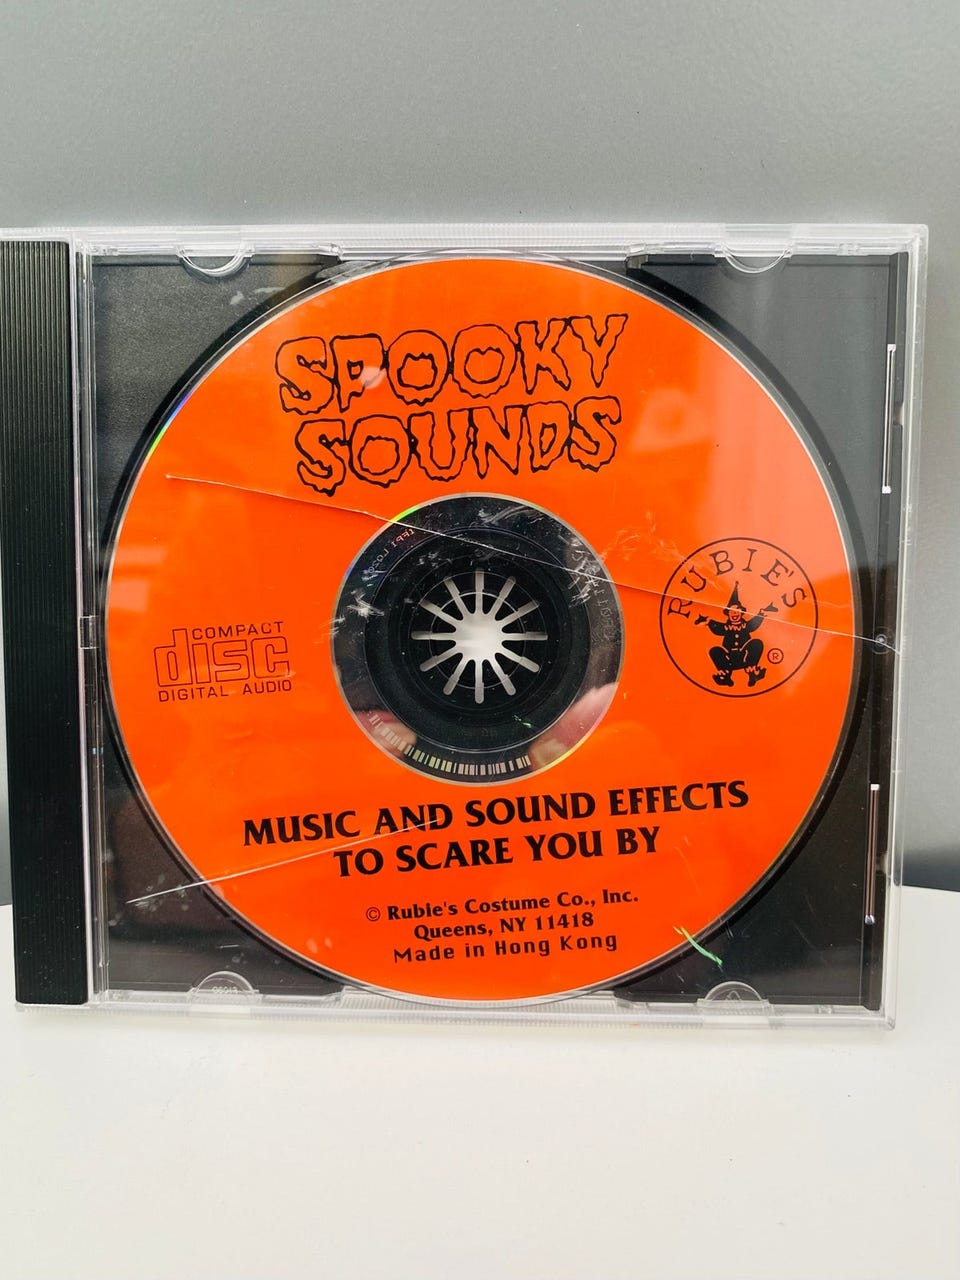 SPOOKY
SOUNDS
RUBIE'S
®
COMPACT
disc
DIGITAL AUDIO
MUSIC AND SOUND EFFECTS
TO SCARE YOU BY
© Rubie's Costume Co., Inc.
Queens, NY 11418
Made in Hong Kong